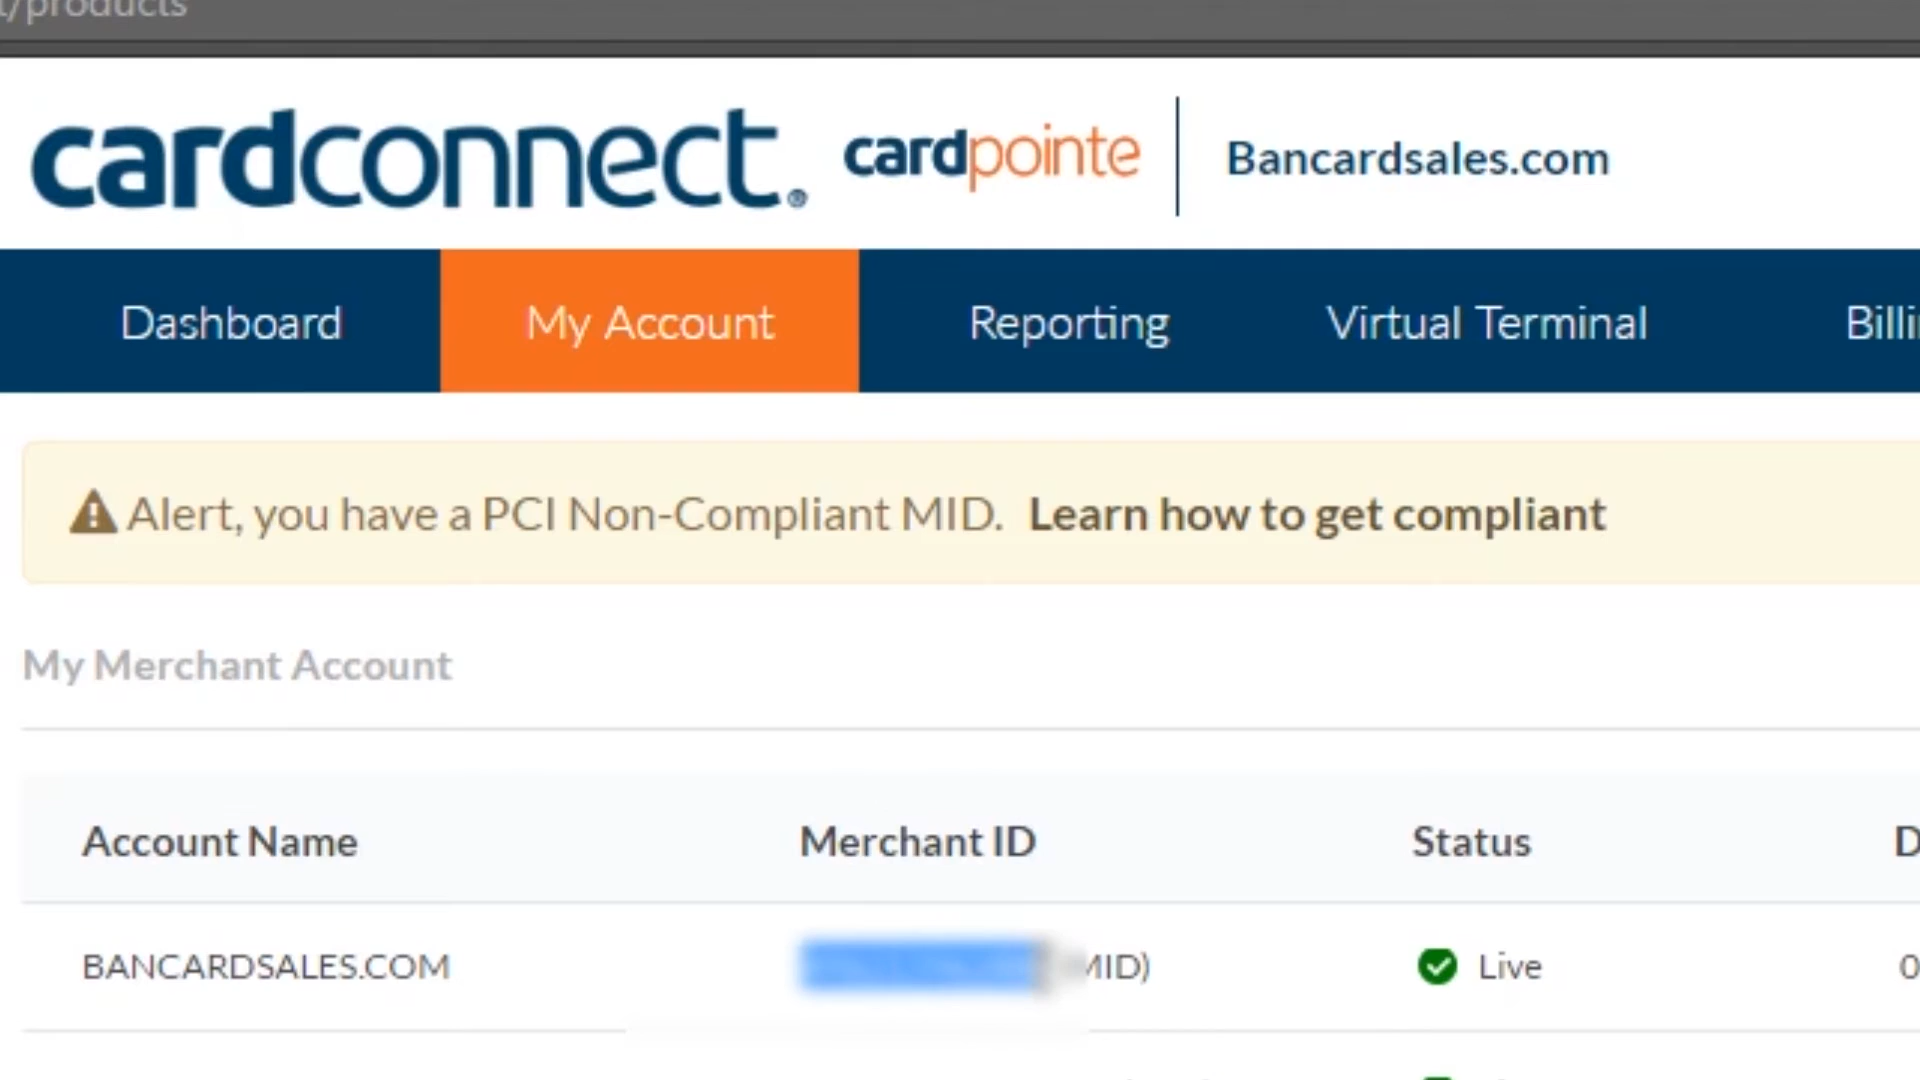 /products
cardconnect.® cardpointe | Bancardsales.com
Dashboard My Account Reporting Virtual Terminal
Alert, you have a PCI Non-Compliant MID. Learn how to get compliant
My Merchant Account
Account Name Merchant ID Status
BANCARDSALES.COM MID) Live